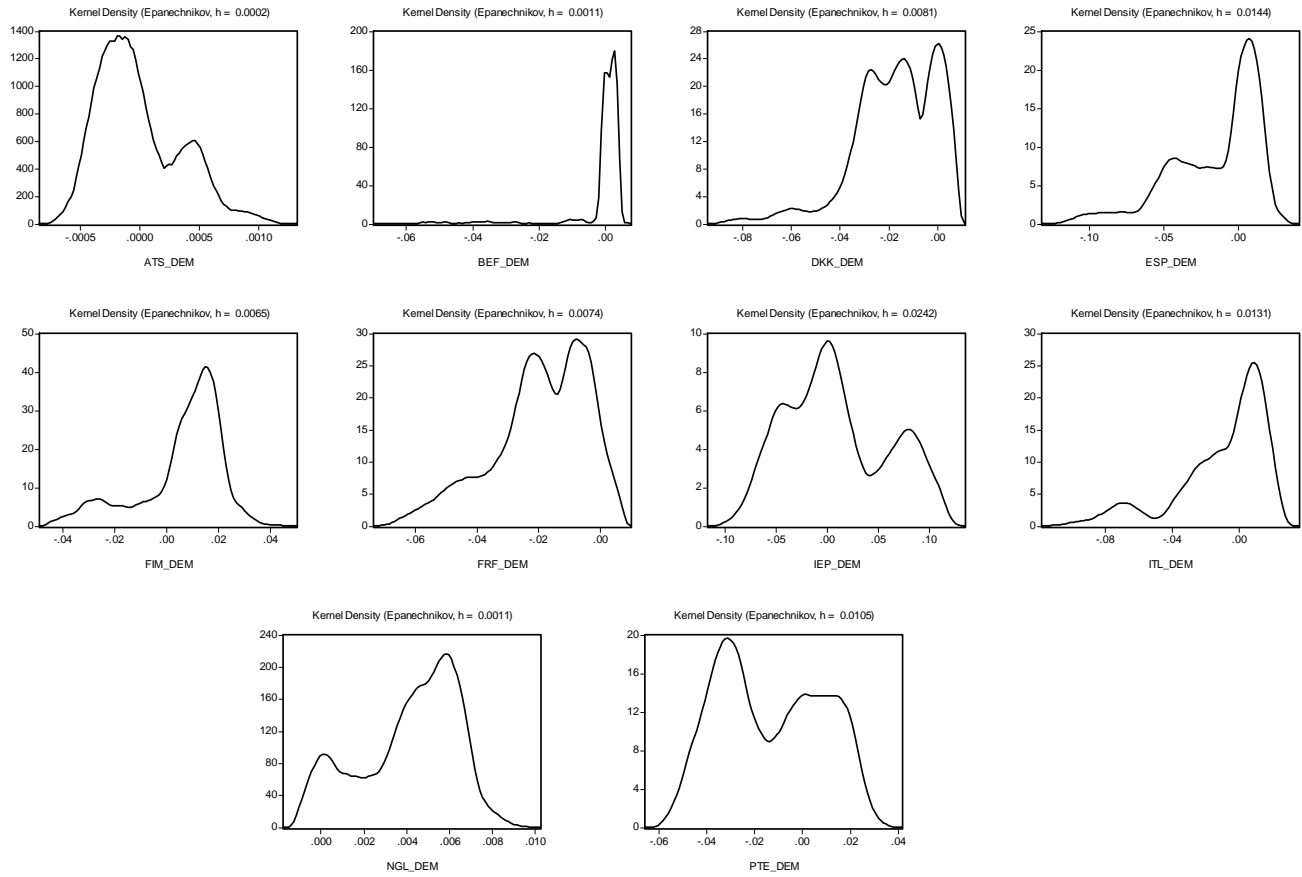 Kernel Density (Epanechnikov, h = 0.0002)
1400
1200
1000
800
600
400
200
0
-.0005 .0000 .0005 .0010
ATS_DEM
Kernel Density (Epanechnikov, h = 0.0011)
200
160
120
80
40
0
-.06 -.04 -.02 .00
BEF_DEM
Kernel Density (Epanechnikov, h = 0.0081)
28
24
20
16
12
8
4
0
-.08 -.06 -.04 -.02 .00
DKK_DEM
Kernel Density (Epanechnikov, h = 0.0144)
25
20
15
10
5
0
-.10 -.05 .00
ESP_DEM
Kernel Density (Epanechnikov, h = 0.0065)
50
40
30
20
10
0
-.04 -.02 .00 .02 .04
FIM_DEM
Kernel Density (Epanechnikov, h = 0.0074)
30
25
20
15
10
5
0
-.06 -.04 -.02 .00
FRF_DEM
Kernel Density (Epanechnikov, h = 0.0242)
10
8
6
4
2
0
-.10 -.05 .00 .05 .10
IEP_DEM
Kernel Density (Epanechnikov, h = 0.0131)
30
25
20
15
10
5
0
-.08 -.04 .00
ITL_DEM
Kernel Density (Epanechnikov, h = 0.0011)
240
200
160
120
80
40
0
.000 .002 .004 .006 .008 .010
NGL_DEM
Kernel Density (Epanechnikov, h = 0.0105)
20
16
12
8
4
0
-.06 -.04 -.02 .00 .02 .04
PTE_DEM